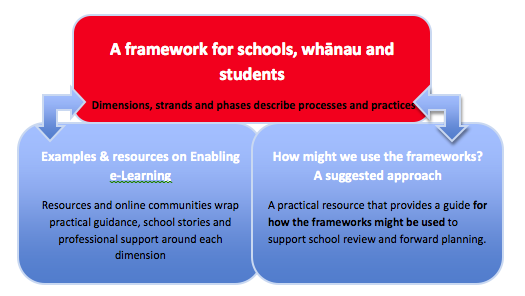 A framework for schools, whānau and
students
Dimensions, strands and phases describe processes and practices
Examples & resources on Enabling
e-Learning
Resources and online communities wrap
practical guidance, school stories and
professional support around each
dimension
How might we use the frameworks?
A suggested approach
A practical resource that provides a guide for
how the frameworks might be used to
support school review and forward planning.